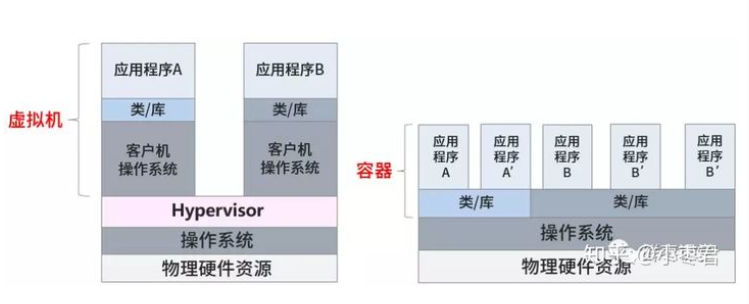 虚拟机
应用程序A
类/库
客户机
操作系统
应用程序B
类/库
客户机
操作系统
Hypervisor
操作系统
物理硬件资源
容器
应用
程序
A
应用
程序
A'
应用
程序
B
应用
程序
B'
应用
程序
B'
类/库
类/库
操作系统
物理硬件资源
知乎 @小枣君